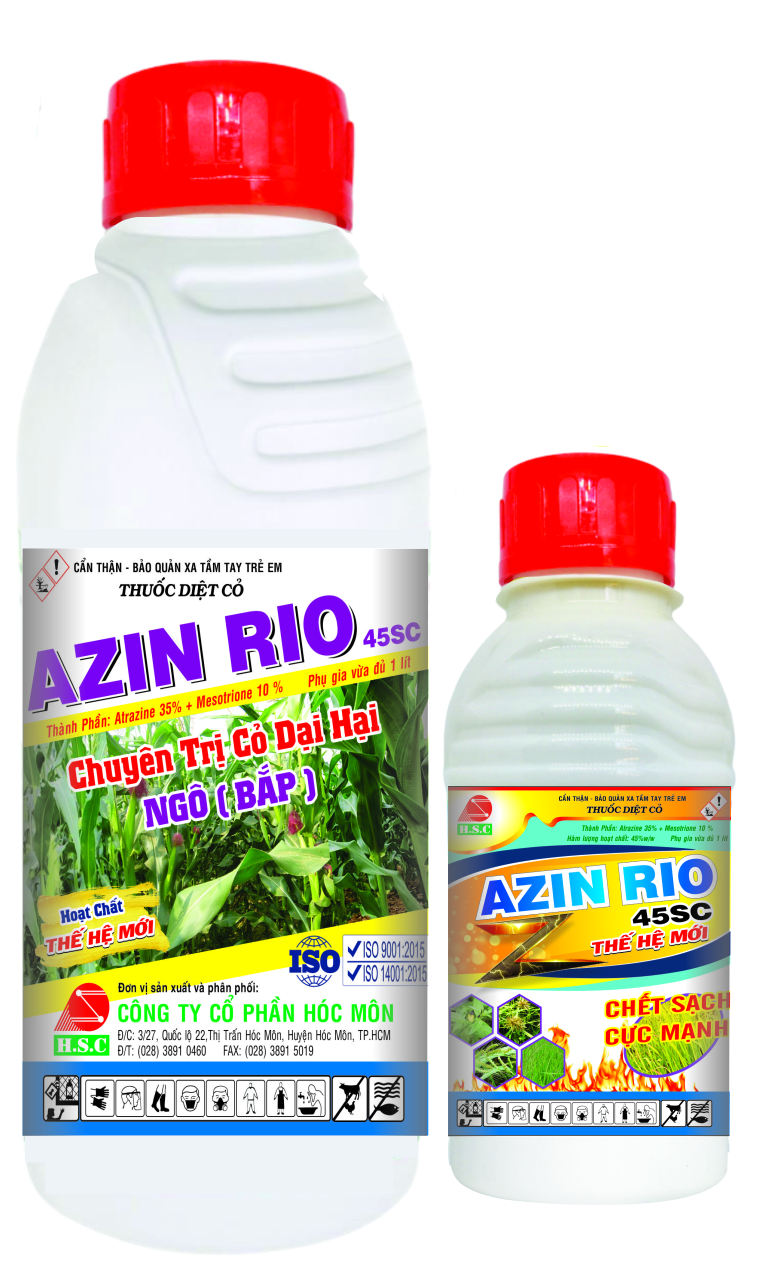 CẨN THẬN - BẢO QUẢN XA TẦM TAY TRẺ EM
THUỐC DIỆT CỎ
AZIN RIO 45SC
Thành Phần: Atrazine 35% + Mesotrione 10 % Phụ gia vừa đủ 1 lít
Chuyên Trị Cỏ Dại Hại
NGÔ ( BẮP )
Hoạt Chất
THẾ HỆ MỚI
ISO
ISO 9001:2015
ISO 14001:2015
Đơn vị sản xuất và phân phối:
CÔNG TY CỔ PHẦN HÓC MÔN
H.S.C
Đ/C: 3/27, Quốc lộ 22,Thị Trấn Hóc Môn, Huyện Hóc Môn, TP.HCM
Đ/T: (028) 3891 0460 FAX: (028) 3891 5019
CẨN THẬN - BẢO QUẢN XA TẦM TAY TRẺ EM
THUỐC DIỆT CỎ
H.S.C
Thành Phần: Atrazine 35% + Mesotrione 10 %
Hàm lượng hoạt chất: 45%w/w Phụ gia vừa đủ 1 lít
AZIN RIO
45SC
THẾ HỆ MỚI
CHẾT SẠCH
CỰC MẠNH